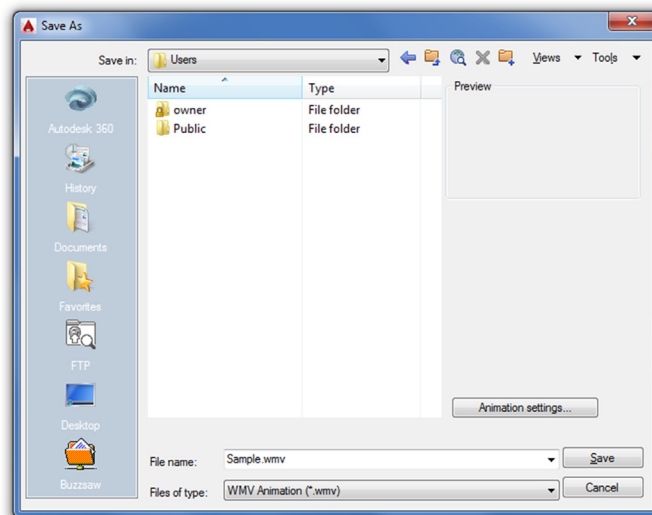 Save As
Save in:
Users
Views
Tools
Name
Type
Preview
owner
File folder
Public
File folder
Autodesk 360
History
Documents
Favorites
FTP
Desktop
Buzzsaw
Animation settings...
File name:
Sample.wmv
Save
Files of type:
WMV Animation (*.wmv)
Cancel